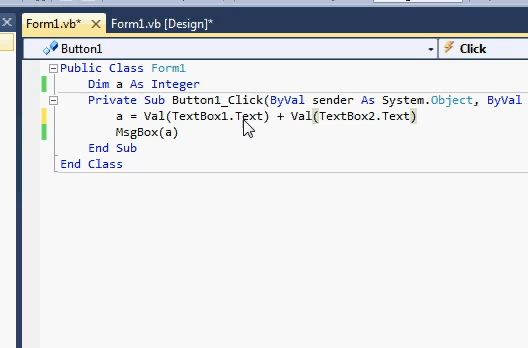 Form1.vb* Form1.vb [Design]*
Button1 Click
Public Class Form1
Dim a As Integer
Private Sub Button1_Click(ByVal sender As System.Object, ByVal
a = Val(TextBox1.Text) + Val(TextBox2.Text)
MsgBox(a)
End Sub
End Class